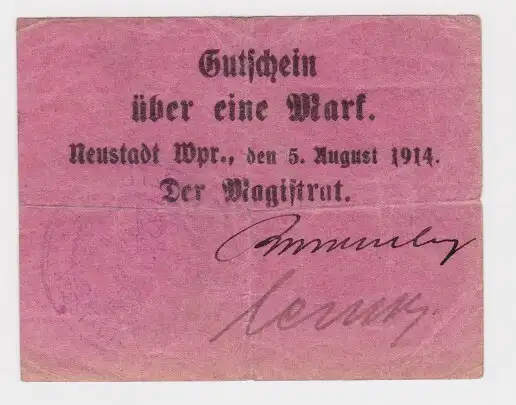 Gutschein
über eine Mark.
Neustadt Wpr., den 5. August 1914.
Der Magistrat.